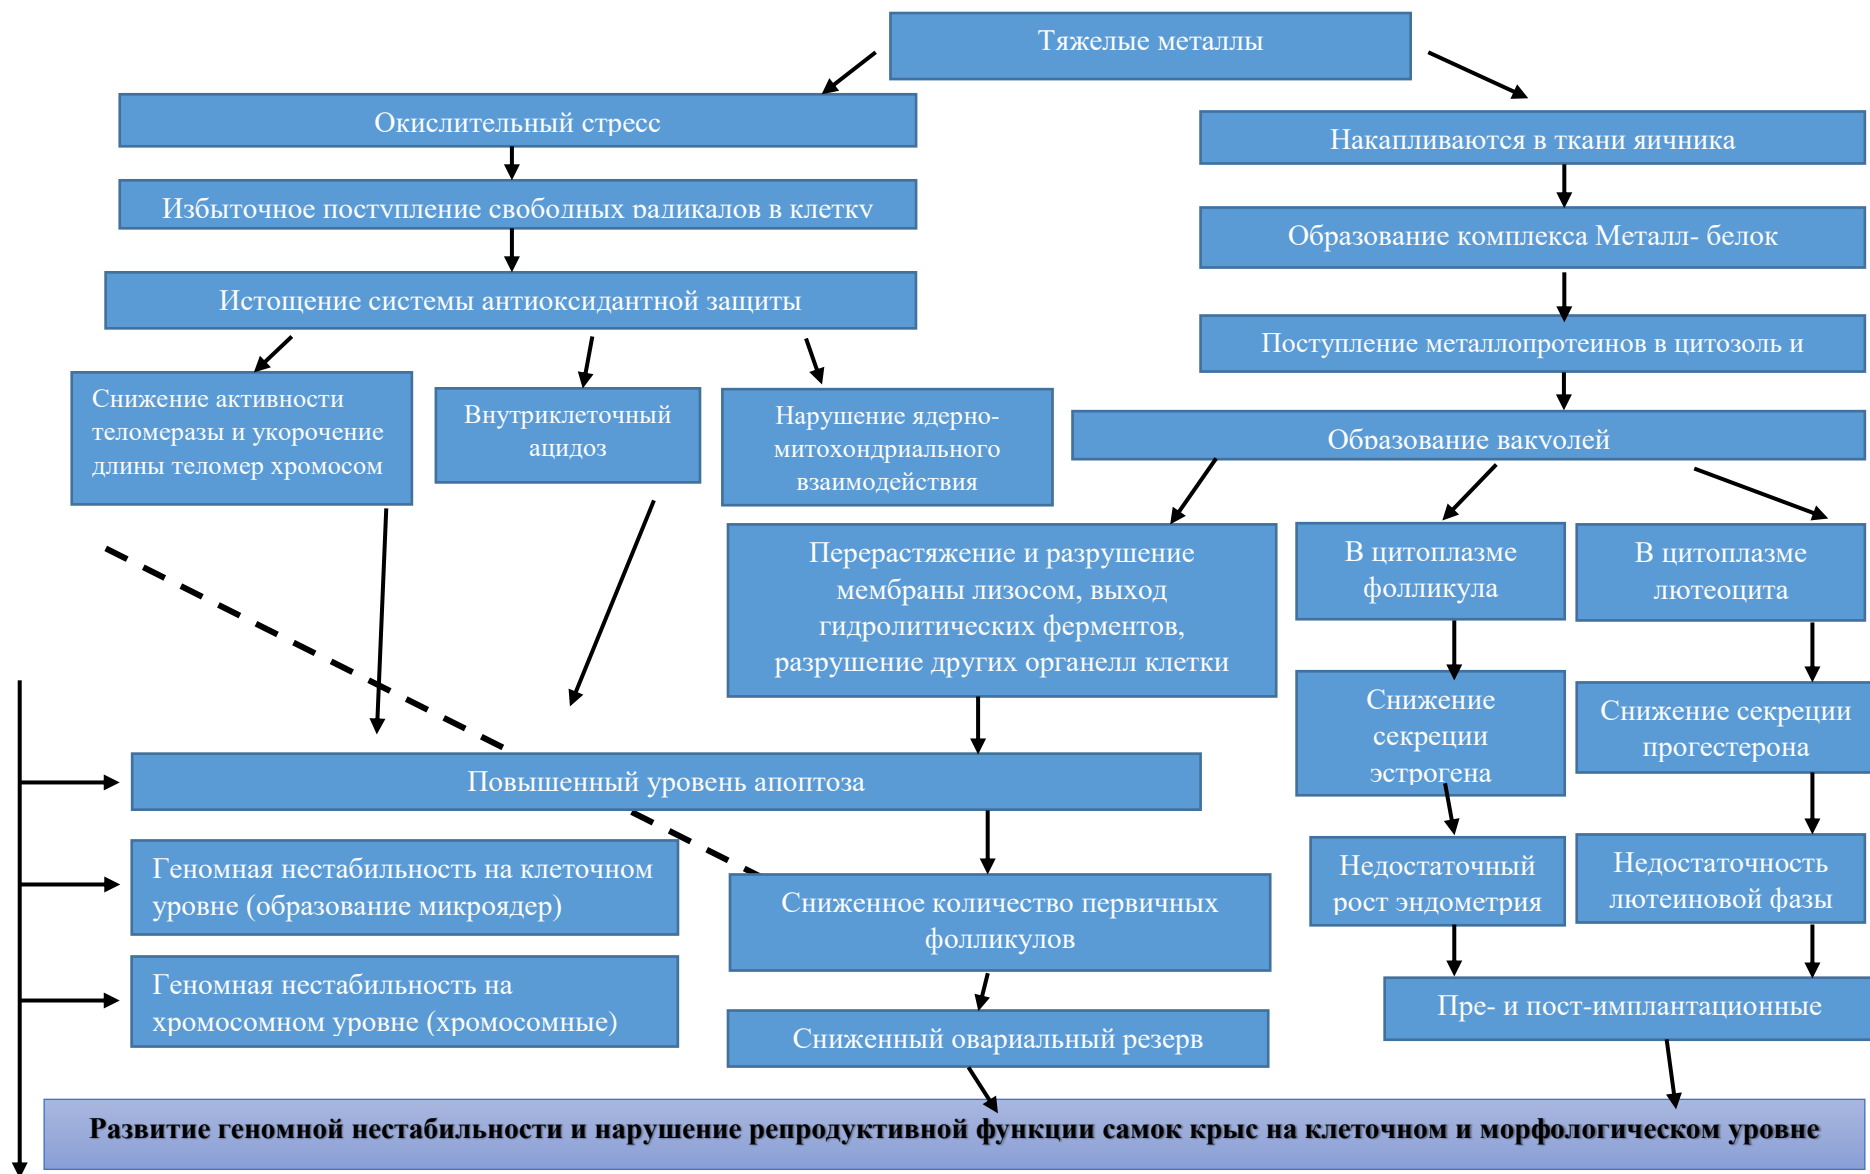 Тяжелые металлы
Окислительный стресс
Накапливаются в ткани яичника
Избыточное поступление свободных радикалов в клетку
Образование комплекса Металл- белок
Истощение системы антиоксидантной защиты
Поступление металлопротеинов в цитозоль и
Снижение активности
теломеразы и укорочение
длины теломер хромосом
Внутриклеточный
ацидоз
Нарушение ядерно-
митохондриального
взаимодействия
Образование вакуолей
Перерастяжение и разрушение
мембраны лизосом, выход
гидролитических ферментов,
разрушение других органелл клетки
В цитоплазме
фолликула
В цитоплазме
лютеоцита
Снижение
секреции
эстрогена
Снижение секреции
прогестерона
Повышенный уровень апоптоза
Геномная нестабильность на клеточном
уровне (образование микроядер)
Сниженное количество первичных
фолликулов
Недостаточный
рост эндометрия
Недостаточность
лютеиновой фазы
Геномная нестабильность на
хромосомном уровне (хромосомные)
Сниженный овариальный резерв
Пре- и пост-имплантационные
Развитие геномной нестабильности и нарушение репродуктивной функции самок крыс на клеточном и морфологическом уровне